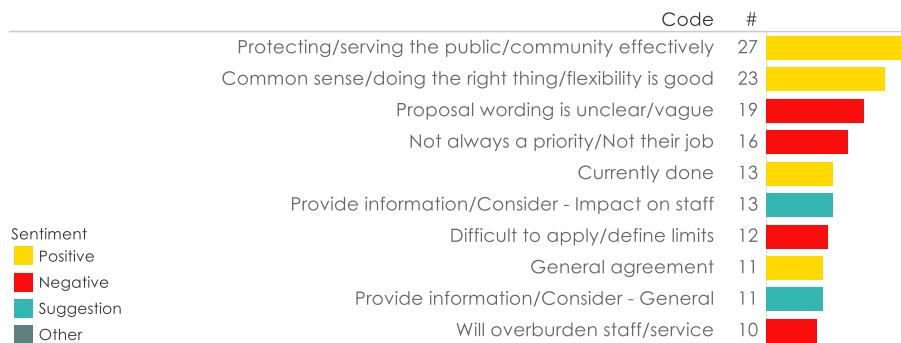 Code #
Protecting/serving the public/community effectively 27
Common sense/doing the right thing/flexibility is good 23
Proposal wording is unclear/vague 19
Not always a priority/Not their job 16
Currently done 13
Provide information/Consider - Impact on staff 13
Difficult to apply/define limits 12
General agreement 11
Provide information/Consider - General 11
Will overburden staff/service 10
Sentiment
Positive
Negative
Suggestion
Other